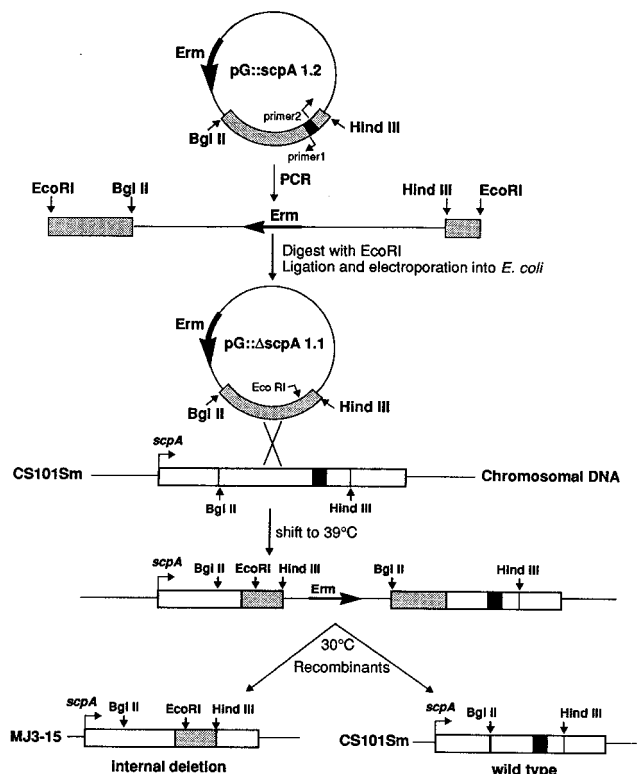 Erm
pG::scpA 1.2
primer2
Hind III
Bgl II
primer1
PCR
EcoRI Bgl II Hind III EcoRI
Erm
Digest with EcoRI
Ligation and electroporation into E. coli
Erm
pG::ΔscpA 1.1
Eco RI
Bgl II
Hind III
scpA
CS101Sm
Chromosomal DNA
Bgl II Hind III
shift to 39°C
scpA Bgl II EcoRI Hind III Erm Bgl II Hind III
30°C
Recombinants
scpA Bgl II EcoRI Hind III
MJ3-15
internal deletion
scpA Bgl II Hind III
CS101Sm
wild type